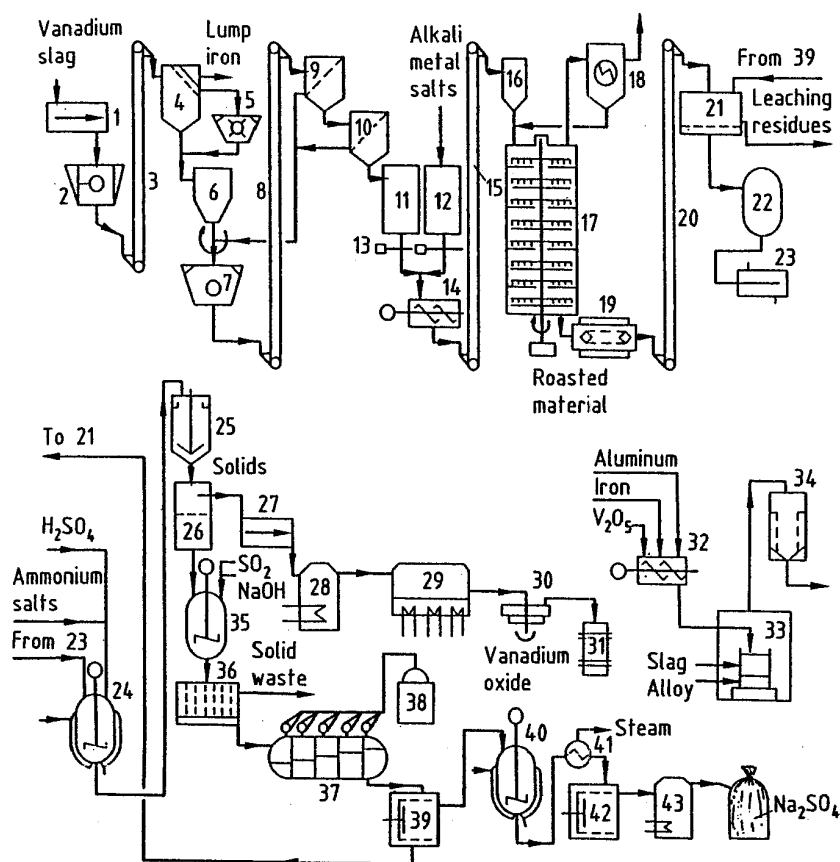 Vanadium
slag
Lump
iron
Alkali
metal
salts
From 39
Leaching
residues
1
2
3
4
5
6
7
8
9
10
11
12
13
14
15
16
17
18
19
20
21
22
23
Roasted
material
To 21
H₂SO₄
Ammonium
salts
From 23
24
25
Solids
26
27
SO₂
NaOH
28
29
30
31
Vanadium
oxide
Aluminum
Iron
V₂O₅
32
33
34
Slag
Alloy
35
36
Solid
waste
37
38
39
40
41
Steam
42
43
Na₂SO₄